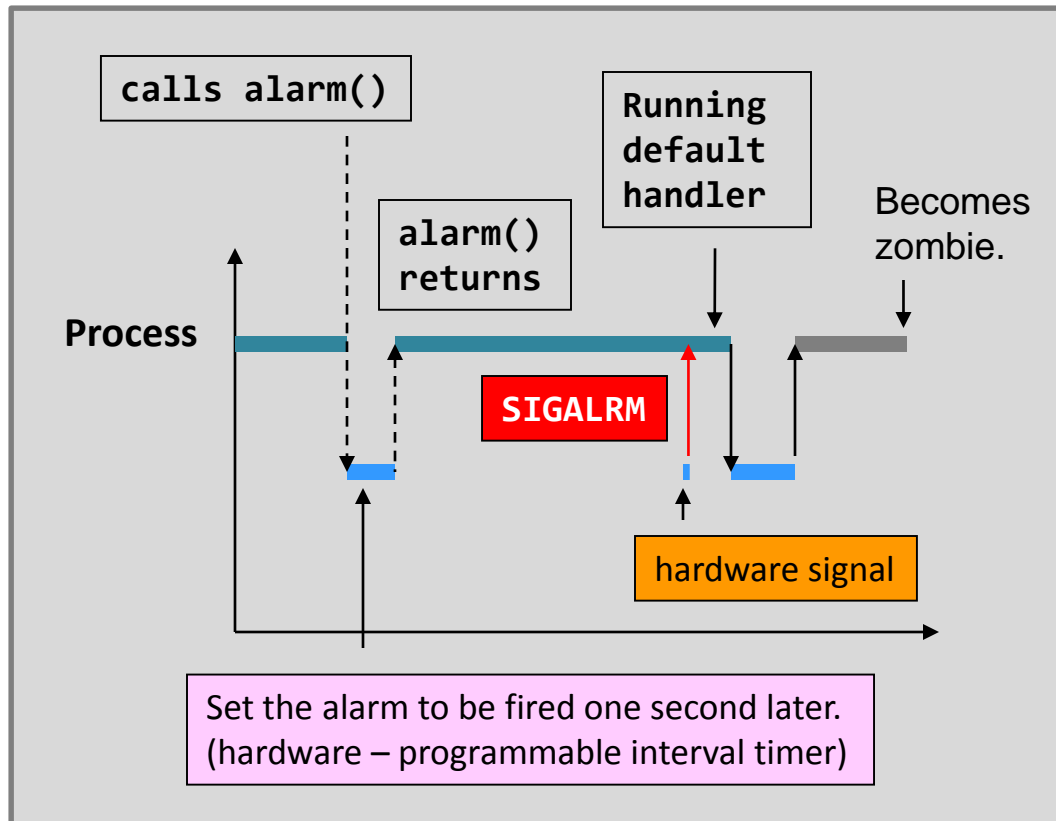 calls alarm()
Running
default
handler
Becomes
zombie.
alarm()
returns
Process
SIGALRM
hardware signal
Set the alarm to be fired one second later.
(hardware – programmable interval timer)